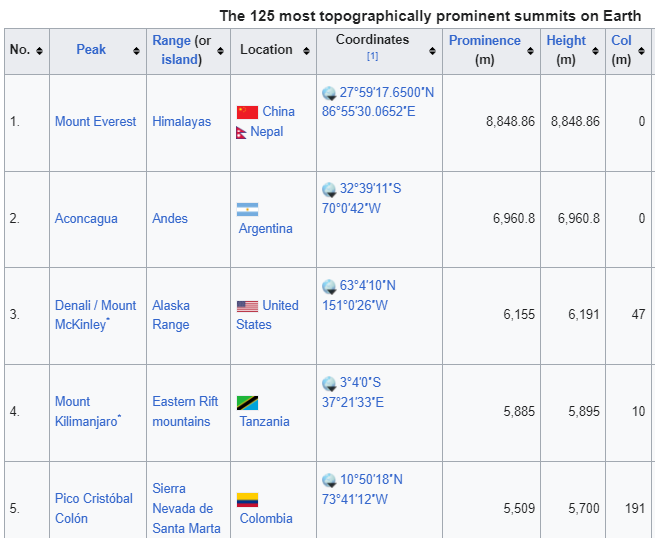 The 125 most topographically prominent summits on Earth
No. Peak Range (or island) Location Coordinates [1] Prominence (m) Height (m) Col (m)
1. Mount Everest Himalayas China Nepal 27°59′17.6500″N 86°55′30.0652″E 8,848.86 8,848.86 0
2. Aconcagua Andes Argentina 32°39′11″S 70°0′42″W 6,960.8 6,960.8 0
3. Denali / Mount McKinley* Alaska Range United States 63°4′10″N 151°0′26″W 6,155 6,191 47
4. Mount Kilimanjaro* Eastern Rift mountains Tanzania 3°4′0″S 37°21′33″E 5,885 5,895 10
5. Pico Cristóbal Colón Sierra Nevada de Santa Marta Colombia 10°50′18″N 73°41′12″W 5,509 5,700 191